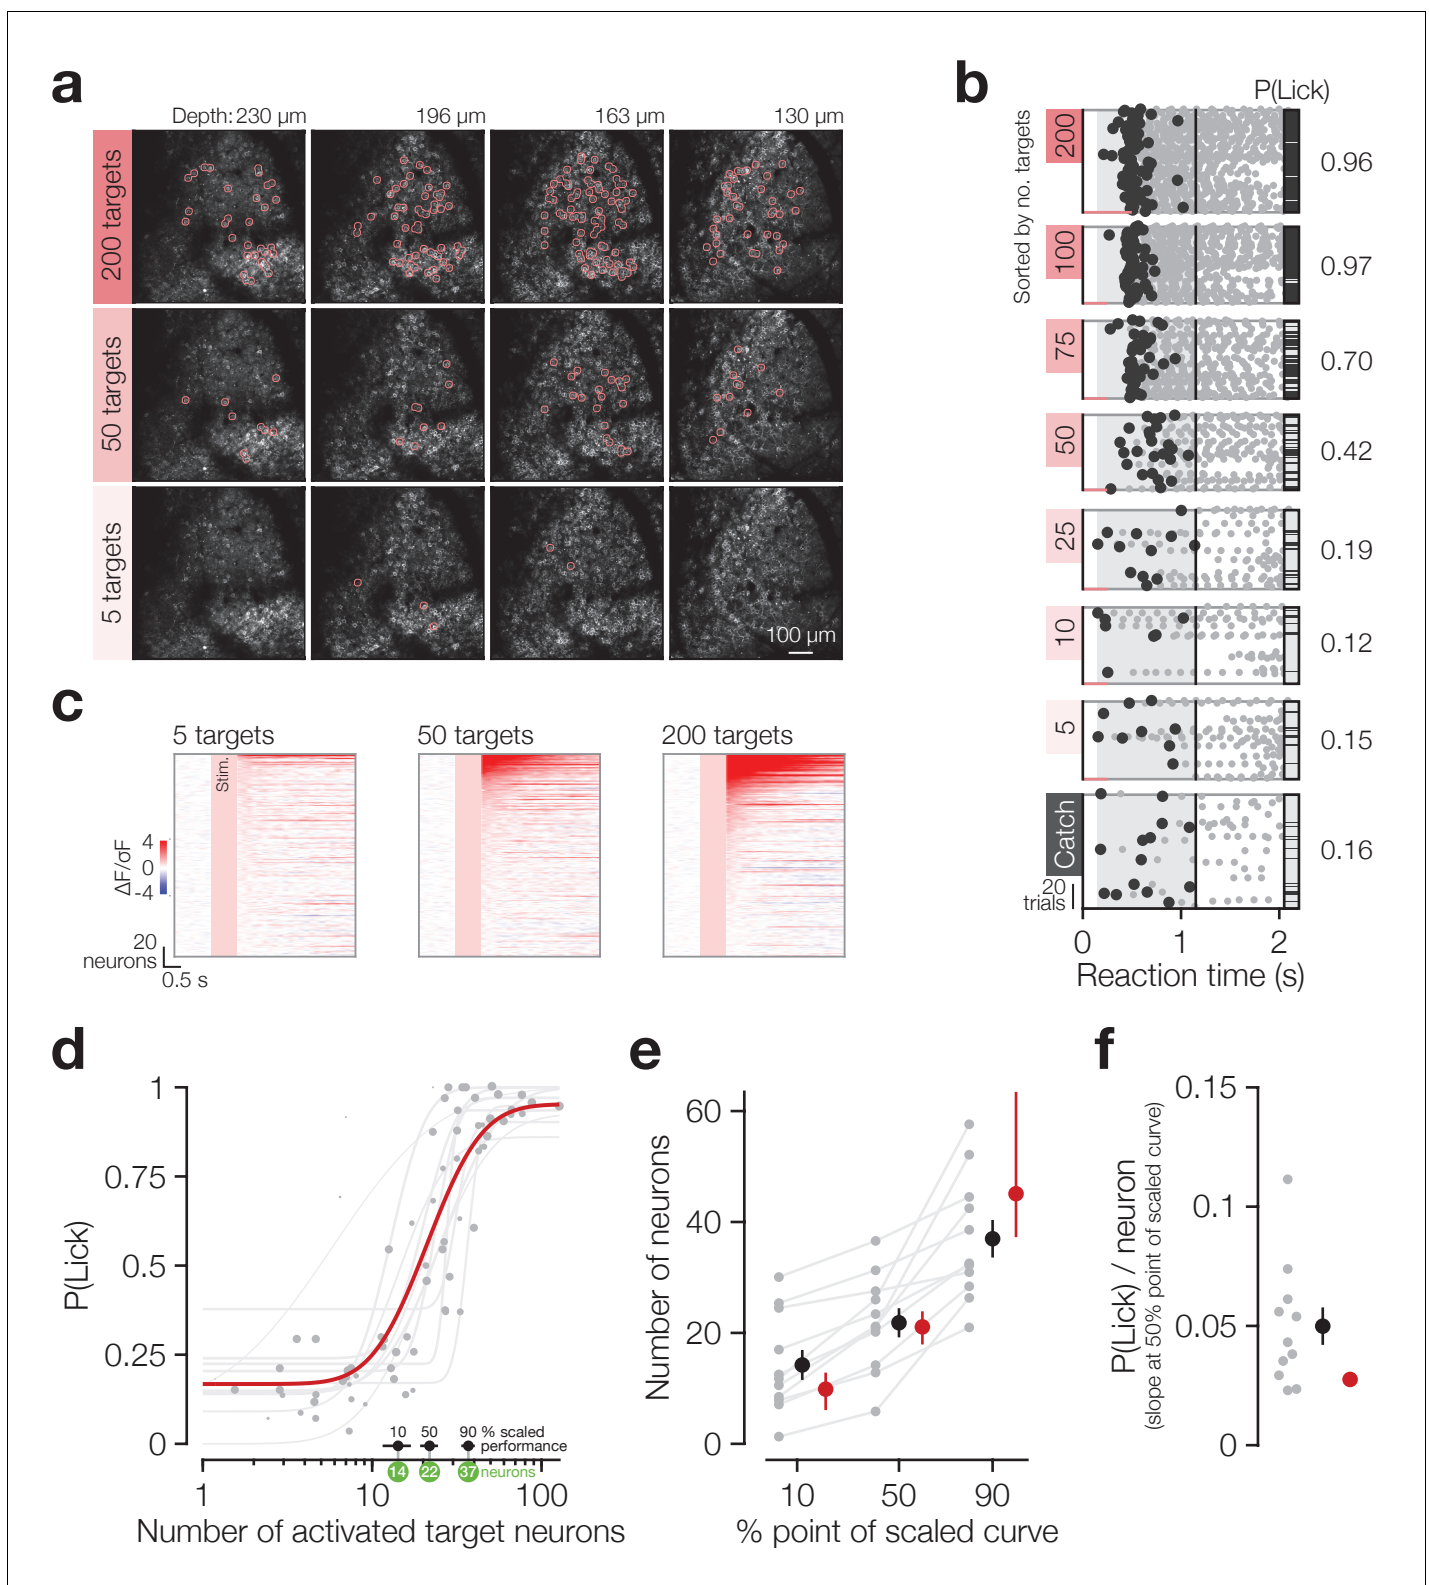 a
Depth: 230 µm
196 µm
163 µm
130 µm
200 targets
50 targets
5 targets
100 µm
b
P(Lick)
Sorted by no. targets
200
0.96
100
0.97
75
0.70
50
0.42
25
0.19
10
0.12
5
0.15
Catch
0.16
20
trials
0
1
2
Reaction time (s)
c
5 targets
50 targets
200 targets
Stim.
ΔF/σF
4
0
-4
20
neurons
0.5 s
d
P(Lick)
1
0.75
0.5
0.25
0
10
50
90 % scaled
performance
14
22
37
neurons
1
10
100
Number of activated target neurons
e
Number of neurons
60
40
20
0
10
50
90
% point of scaled curve
f
P(Lick) / neuron
(slope at 50% point of scaled curve)
0.15
0.1
0.05
0